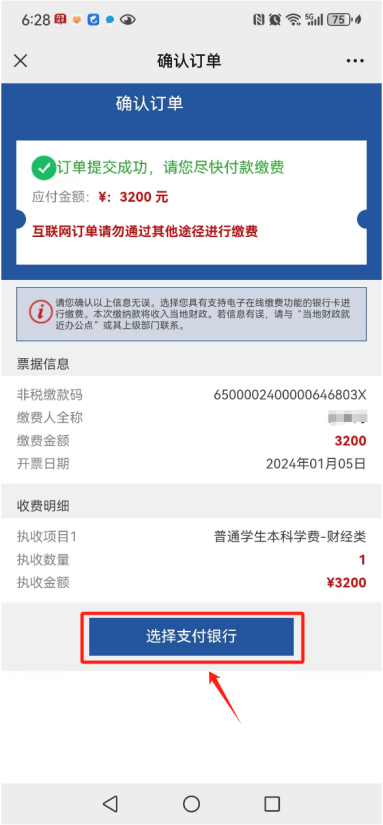 6:28
5G
75
确认订单
确认订单
订单提交成功，请您尽快付款缴费
应付金额：¥：3200 元
互联网订单请勿通过其他途径进行缴费
请您确认以上信息无误。选择您具有支持电子在线缴费功能的银行卡进
行缴费。本次缴纳款将收入当地财政。若信息有误，请与“当地财政就
近办公点”或其上级部门联系。
票据信息
非税缴款码 6500002400000646803X
缴费人全称
缴费金额 3200
开票日期 2024年01月05日
收费明细
执收项目1 普通学生本科学费-财经类
执收数量 1
执收金额 ¥3200
选择支付银行